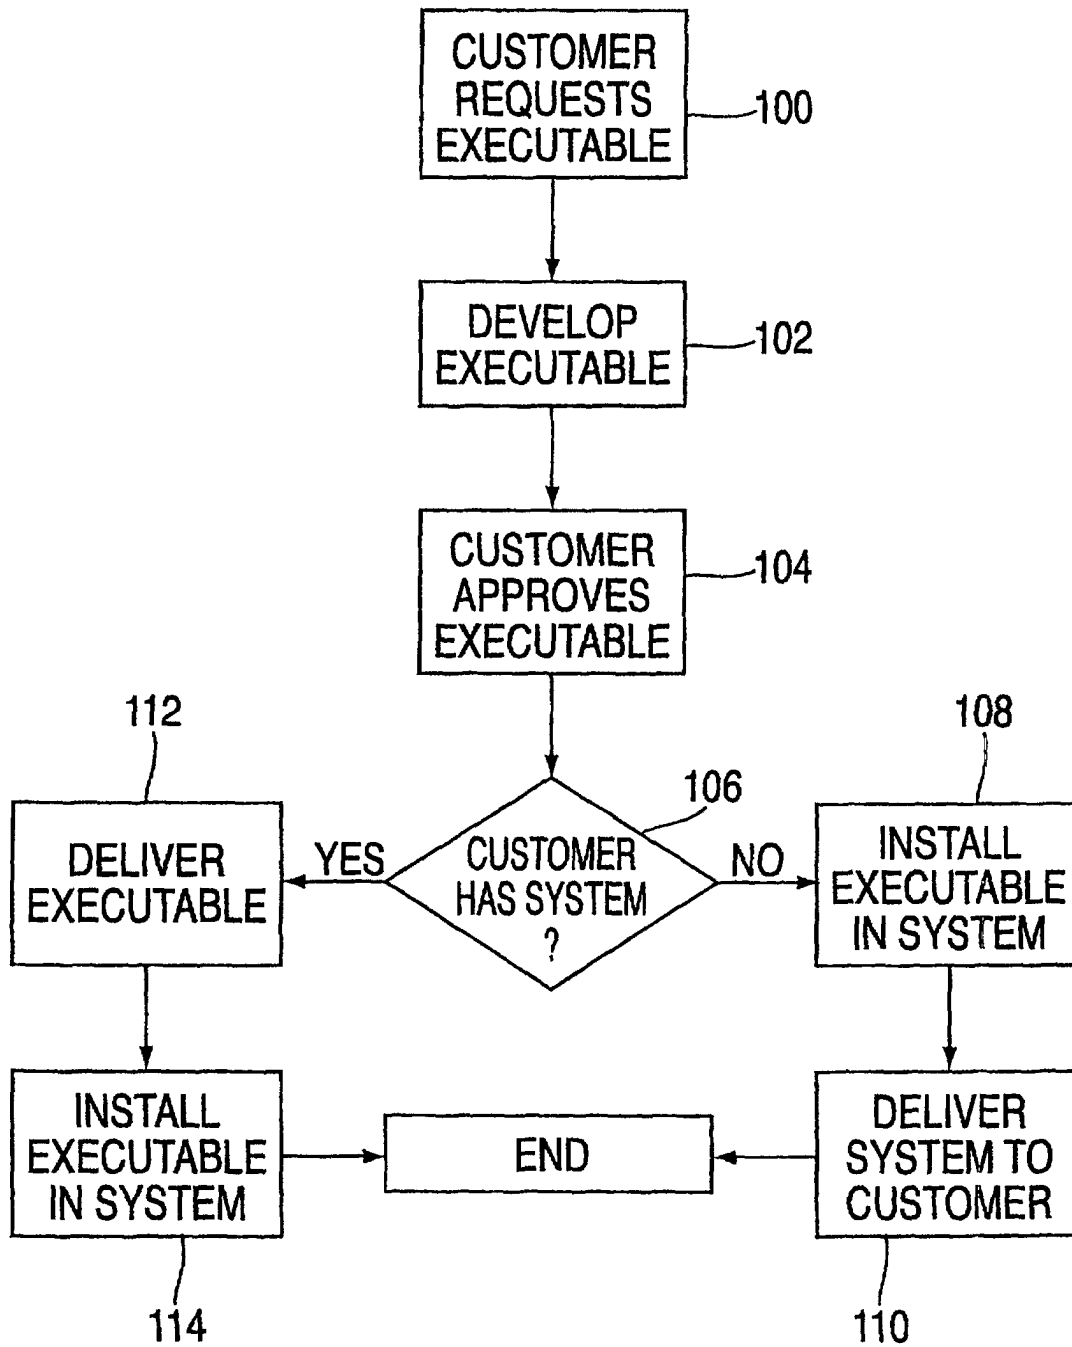 CUSTOMER
REQUESTS
EXECUTABLE
100
DEVELOP
EXECUTABLE
102
CUSTOMER
APPROVES
EXECUTABLE
104
112
108
106
DELIVER
EXECUTABLE
YES
CUSTOMER
HAS SYSTEM
?
NO
INSTALL
EXECUTABLE
IN SYSTEM
INSTALL
EXECUTABLE
IN SYSTEM
END
DELIVER
SYSTEM TO
CUSTOMER
114
110